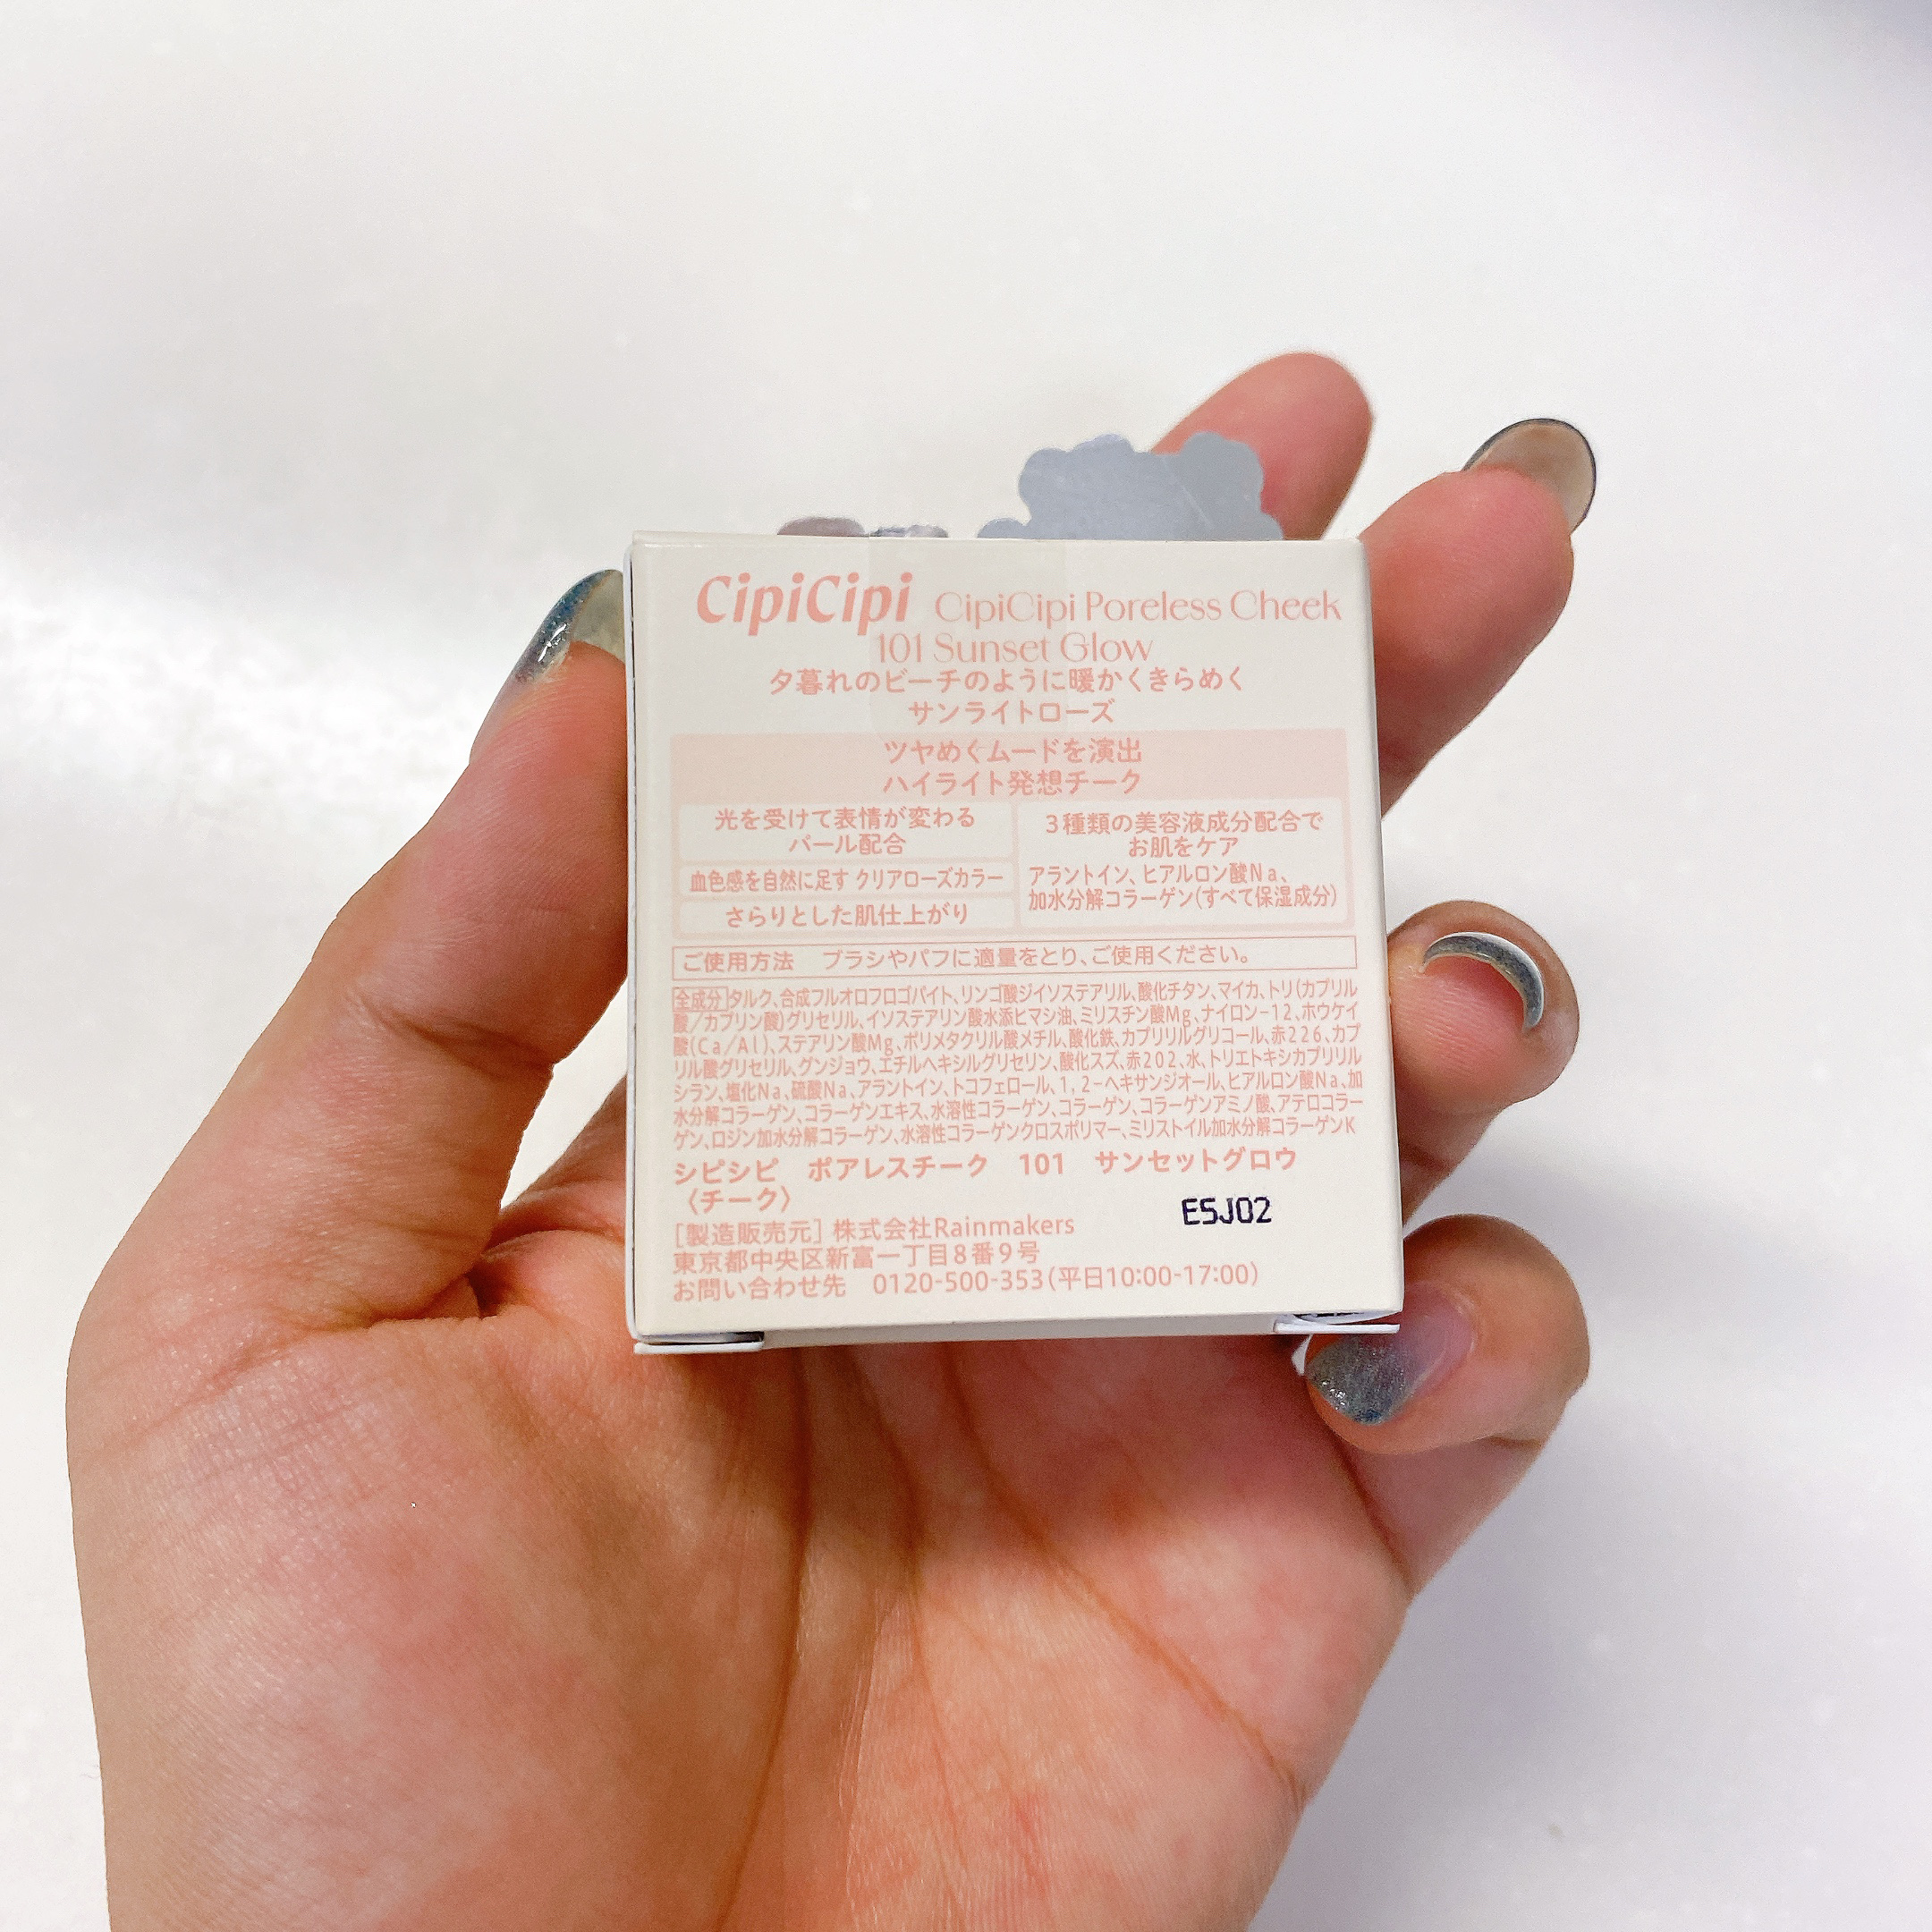 CipiCipi CipiCipi Poreless Cheek
101 Sunset Glow
夕暮れのビーチのように暖かくきらめく
サンライトローズ
ツヤめくムードを演出
ハイライト発想チーク
光を受けて表情が変わる
パール配合
血色感を自然に足す クリアローズカラー
さらりとした肌仕上がり
3種類の美容液成分配合で
お肌をケア
アラントイン、ヒアルロン酸Na、
加水分解コラーゲン(すべて保湿成分)
ご使用方法 ブラシやパフに適量をとり、ご使用ください。
全成分 タルク、合成フルオロフロゴパイト、リンゴ酸ジイソステアリル、酸化チタン、マイカ、トリ(カプリル
酸/カプリン酸)グリセリル、イソステアリン酸水添ヒマシ油、ミリスチン酸Mg、ナイロン-12、ホウケイ
酸(Ca/Al)、ステアリン酸Mg、ポリメタクリル酸メチル、酸化鉄、カプリリルグリコール、赤226、カプ
リル酸グリセリル、グンジョウ、エチルヘキシルグリセリン、酸化スズ、赤202、水、トリエトキシカプリリル
シラン、塩化Na、硫酸Na、アラントイン、トコフェロール、1,2-ヘキサンジオール、ヒアルロン酸Na、加
水分解コラーゲン、コラーゲンエキス、水溶性コラーゲン、コラーゲン、コラーゲンアミノ酸、アテロコラー
ゲン、ロジン加水分解コラーゲン、水溶性コラーゲンクロスポリマー、ミリストイル加水分解コラーゲンK
シピシピ ポアレスチーク 101 サンセットグロウ
〈チーク〉
E5J02
[製造販売元] 株式会社Rainmakers
東京都中央区新富一丁目8番9号
お問い合わせ先 0120-500-353(平日10:00-17:00)